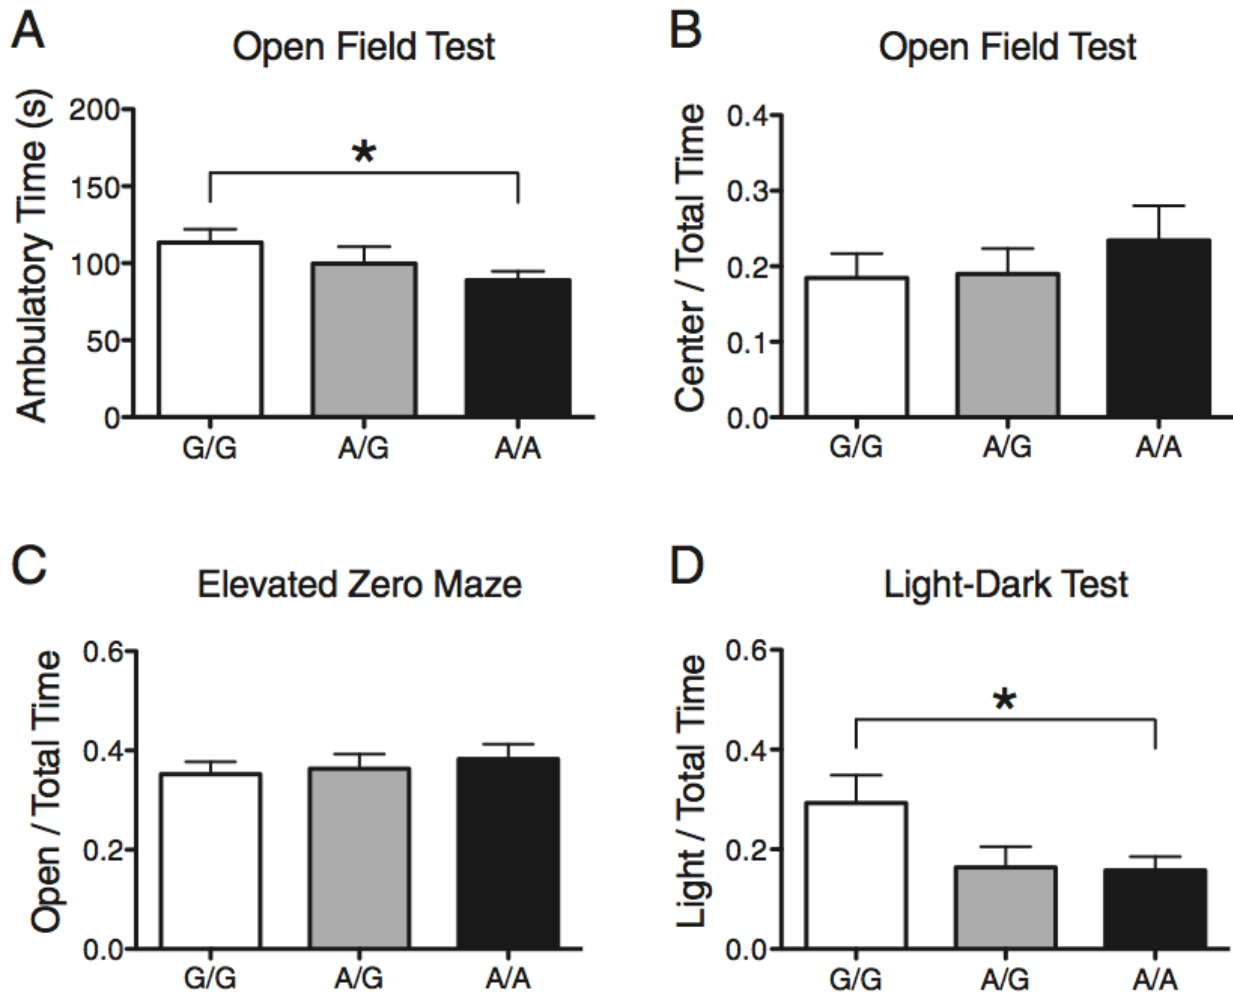 A
Open Field Test
Ambulatory Time (s)
200
150
100
50
0
*
G/G A/G A/A
B
Open Field Test
Center / Total Time
0.4
0.3
0.2
0.1
0.0
G/G A/G A/A
C
Elevated Zero Maze
Open / Total Time
0.6
0.4
0.2
0.0
G/G A/G A/A
D
Light-Dark Test
Light / Total Time
0.6
0.4
0.2
0.0
*
G/G A/G A/A